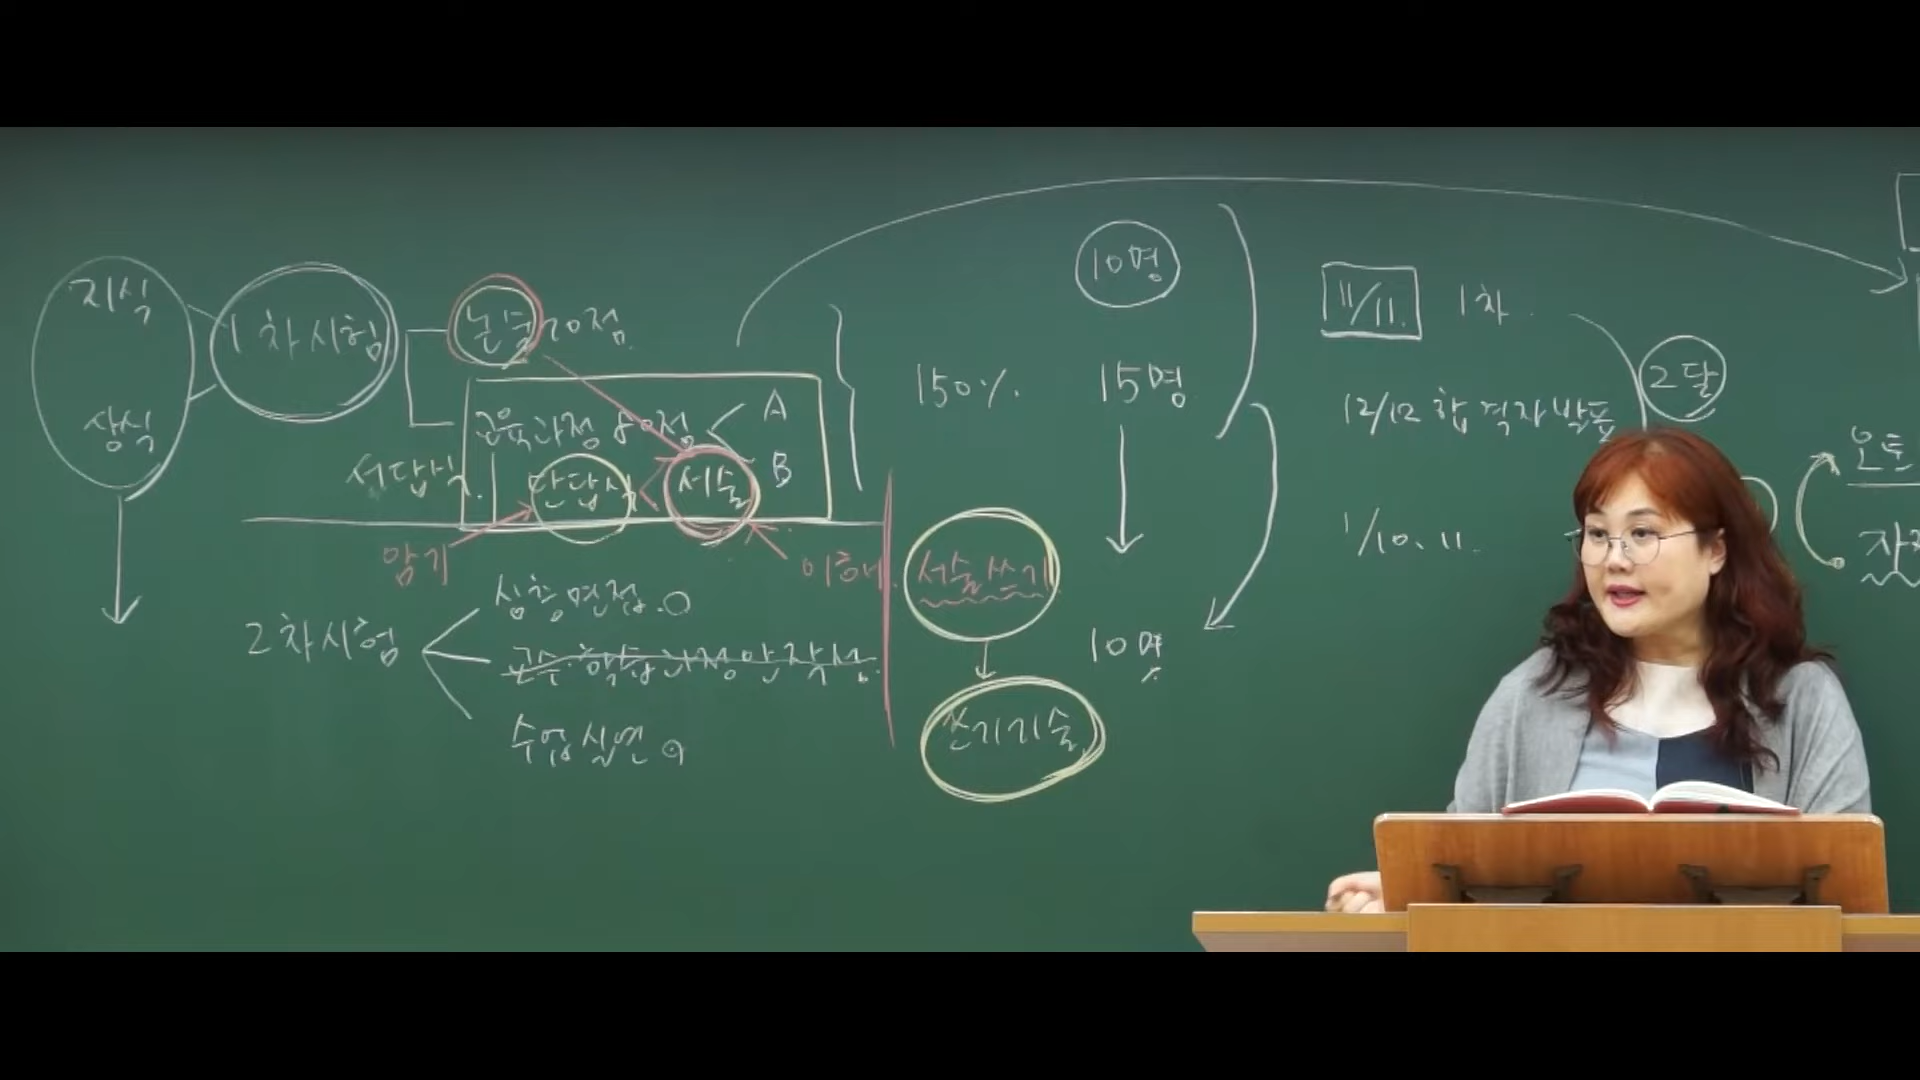 지식
상식
1차시험
논술 20점
교육과정 80점
A
B
서답식
단답식
서술
암기
이해
2차시험
심층면접 O
교수·학습과정안 작성
수업실연 O
서술쓰기
쓰기기술
10명
150%
15명
10명
11/11. 1차
12/12 합격자 발표
1/10. 11.
2달
오토